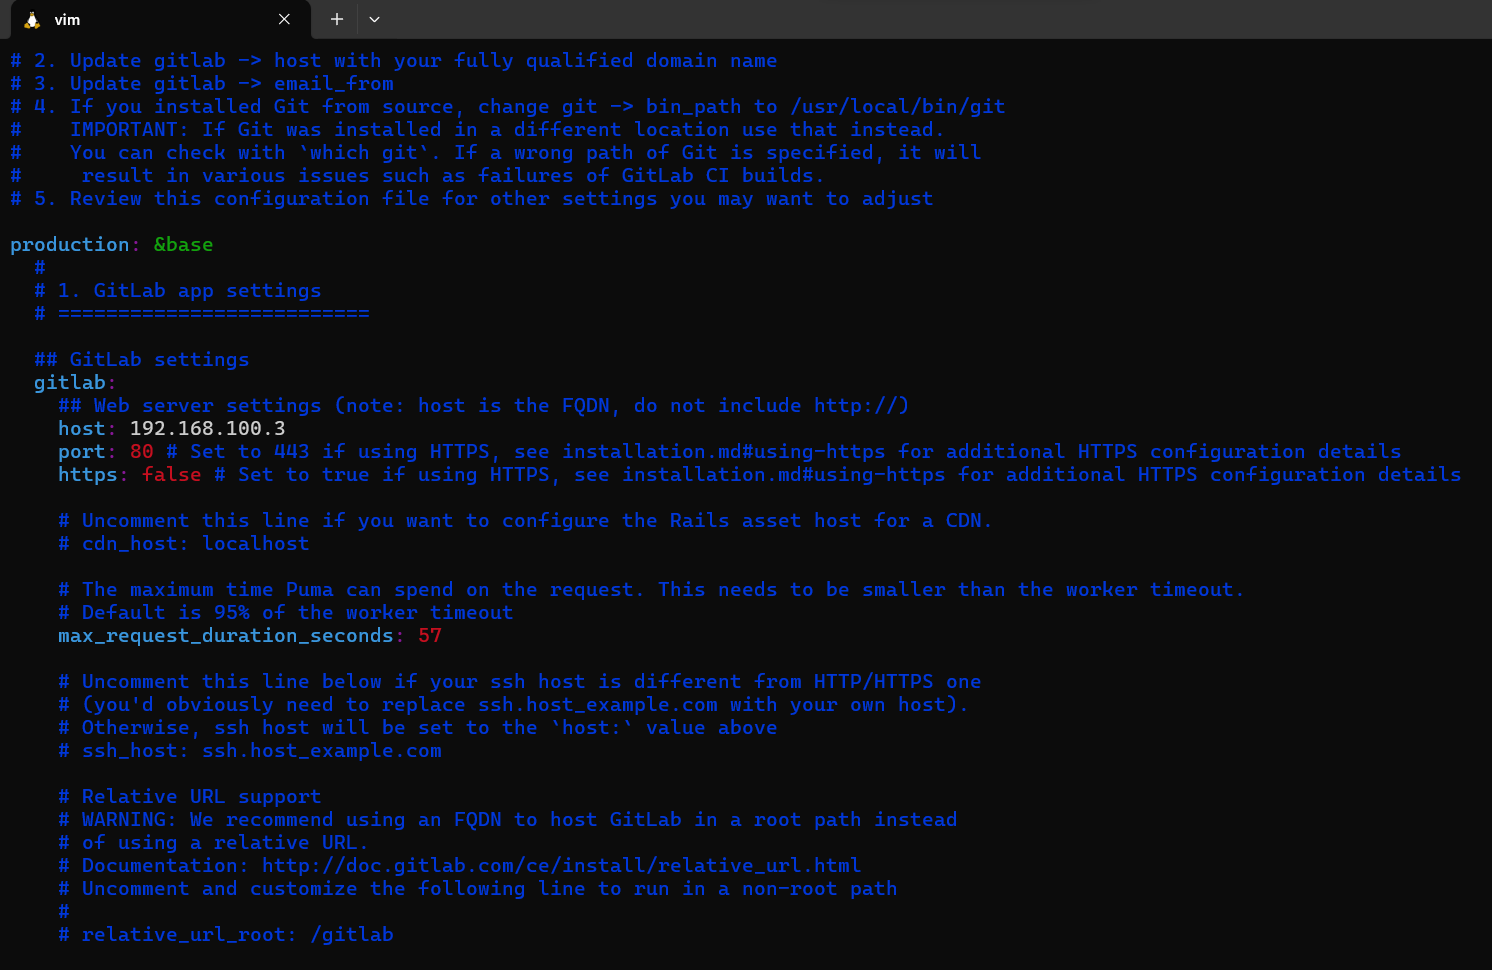 vim
# 2. Update gitlab -> host with your fully qualified domain name
# 3. Update gitlab -> email_from
# 4. If you installed Git from source, change git -> bin_path to /usr/local/bin/git
#    IMPORTANT: If Git was installed in a different location use that instead.
#    You can check with `which git`. If a wrong path of Git is specified, it will
#     result in various issues such as failures of GitLab CI builds.
# 5. Review this configuration file for other settings you may want to adjust
production: &base
  #
  # 1. GitLab app settings
  # ==========================
  ## GitLab settings
  gitlab:
    ## Web server settings (note: host is the FQDN, do not include http://)
    host: 192.168.100.3
    port: 80 # Set to 443 if using HTTPS, see installation.md#using-https for additional HTTPS configuration details
    https: false # Set to true if using HTTPS, see installation.md#using-https for additional HTTPS configuration details
    # Uncomment this line if you want to configure the Rails asset host for a CDN.
    # cdn_host: localhost
    # The maximum time Puma can spend on the request. This needs to be smaller than the worker timeout.
    # Default is 95% of the worker timeout
    max_request_duration_seconds: 57
    # Uncomment this line below if your ssh host is different from HTTP/HTTPS one
    # (you'd obviously need to replace ssh.host_example.com with your own host).
    # Otherwise, ssh host will be set to the `host:` value above
    # ssh_host: ssh.host_example.com
    # Relative URL support
    # WARNING: We recommend using an FQDN to host GitLab in a root path instead
    # of using a relative URL.
    # Documentation: http://doc.gitlab.com/ce/install/relative_url.html
    # Uncomment and customize the following line to run in a non-root path
    #
    # relative_url_root: /gitlab